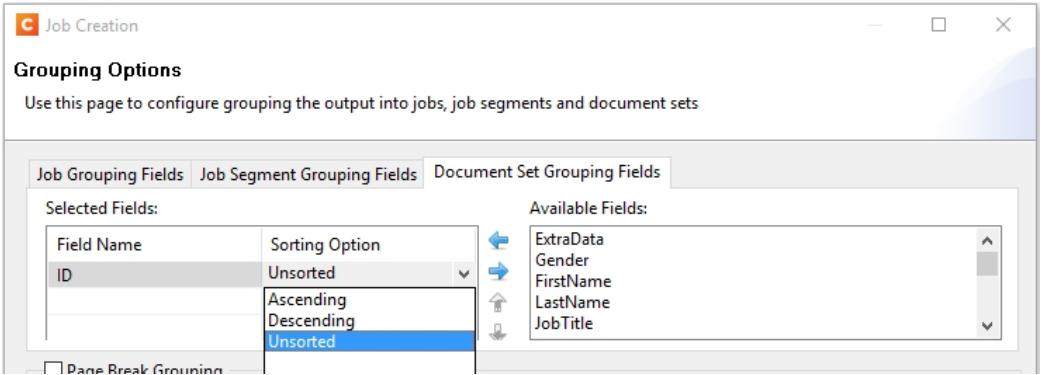 C Job Creation
Grouping Options
Use this page to configure grouping the output into jobs, job segments and document sets
Job Grouping Fields Job Segment Grouping Fields Document Set Grouping Fields
Selected Fields: Available Fields:
Field Name Sorting Option ExtraData
ID Unsorted Gender
FirstName
Ascending LastName
Descending JobTitle
Unsorted
Page Break Grouping